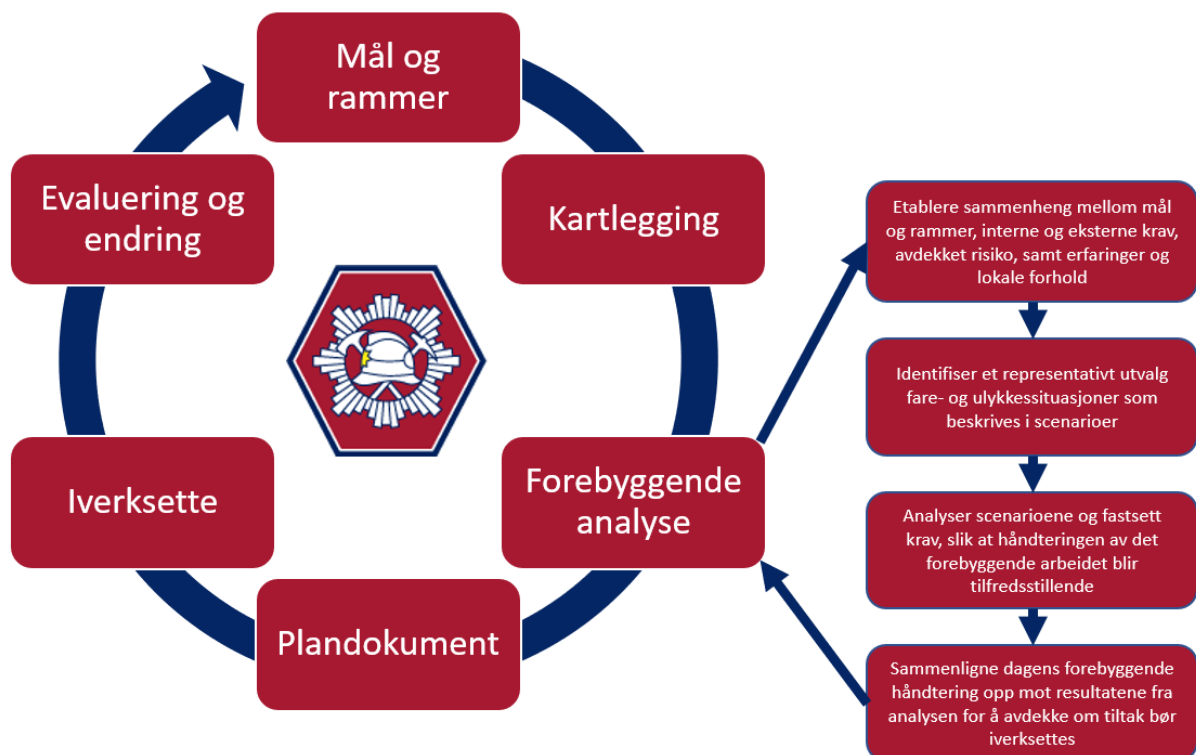 Mål og
rammer
Kartlegging
Forebyggende
analyse
Plandokument
Iverksette
Evaluering og
endring
Etablere sammenheng mellom mål
og rammer, interne og eksterne krav,
avdekket risiko, samt erfaringer og
lokale forhold
Identifiser et representativt utvalg
fare- og ulykkessituasjoner som
beskrives i scenarioer
Analyser scenarioene og fastsett
krav, slik at håndteringen av det
forebyggende arbeidet blir
tilfredsstillende
Sammenligne dagens forebyggende
håndtering opp mot resultatene fra
analysen for å avdekke om tiltak bør
iverksettes